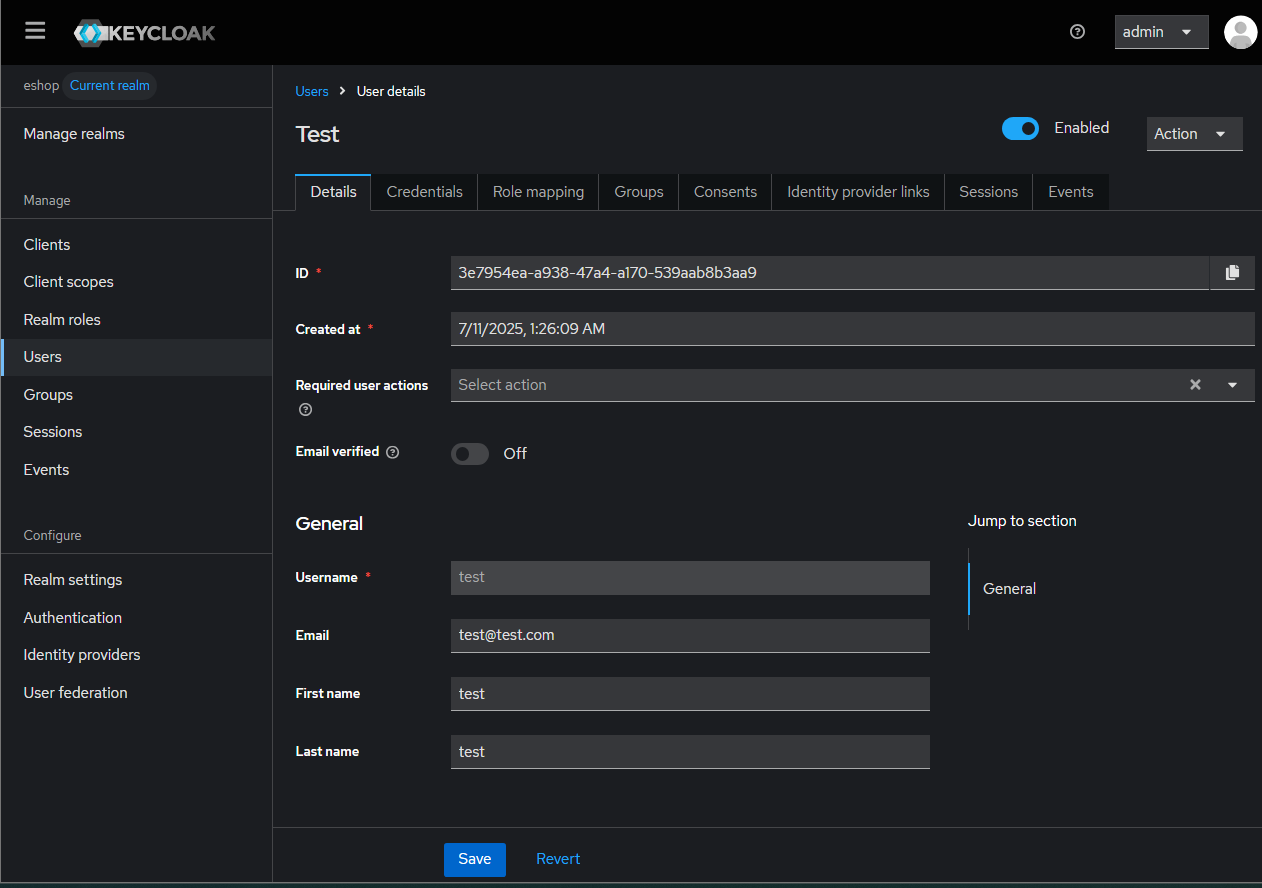 KEYCLOAK
admin
eshop Current realm
Manage realms
Manage
Clients
Client scopes
Realm roles
Users
Groups
Sessions
Events
Configure
Realm settings
Authentication
Identity providers
User federation
Users > User details
Test
Enabled
Action
Details Credentials Role mapping Groups Consents Identity provider links Sessions Events
ID *
3e7954ea-a938-47a4-a170-539aab8b3aa9
Created at *
7/11/2025, 1:26:09 AM
Required user actions
Select action
Email verified
Off
General
Username *
test
Email
test@test.com
First name
test
Last name
test
Jump to section
General
Save Revert